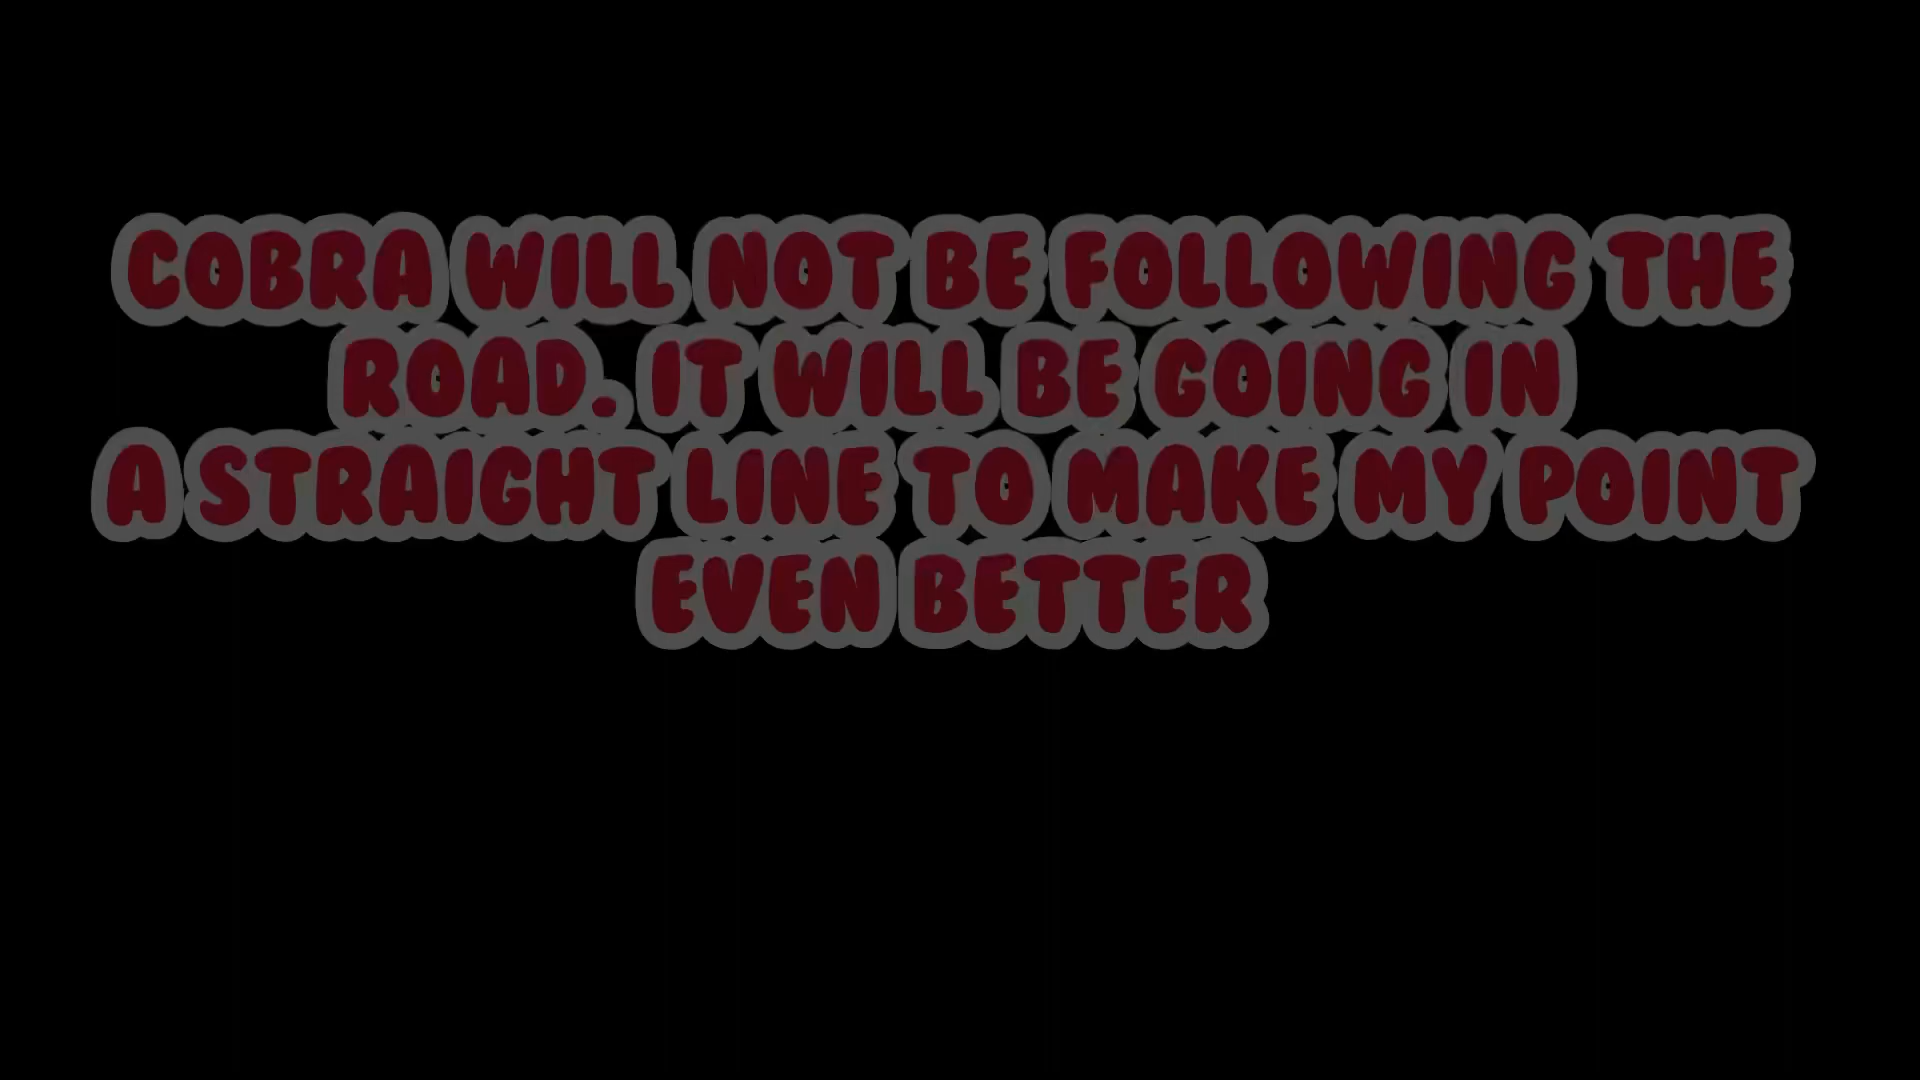 COBRA WILL NOT BE FOLLOWING THE
ROAD. IT WILL BE GOING IN
A STRAIGHT LINE TO MAKE MY POINT
EVEN BETTER